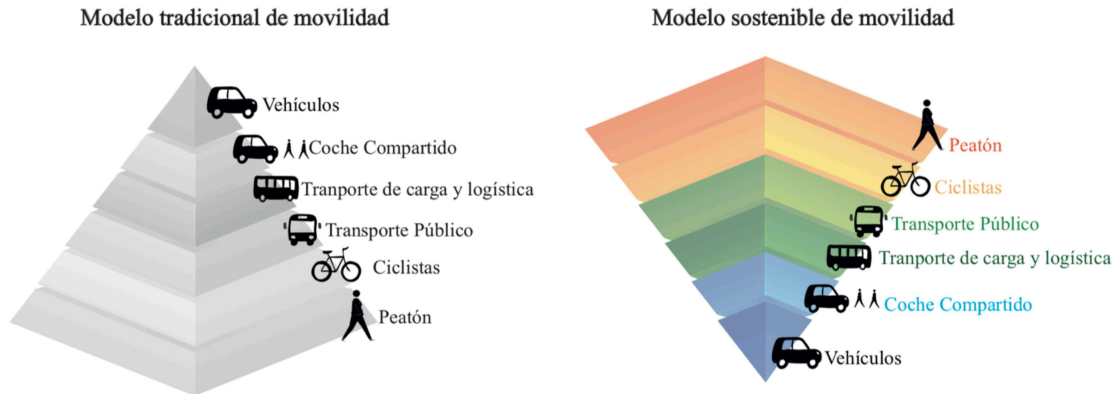 Modelo tradicional de movilidad
Vehículos
Coche Compartido
Tranporte de carga y logística
Transporte Público
Ciclistas
Peatón
Modelo sostenible de movilidad
Peatón
Ciclistas
Transporte Público
Tranporte de carga y logística
Coche Compartido
Vehículos